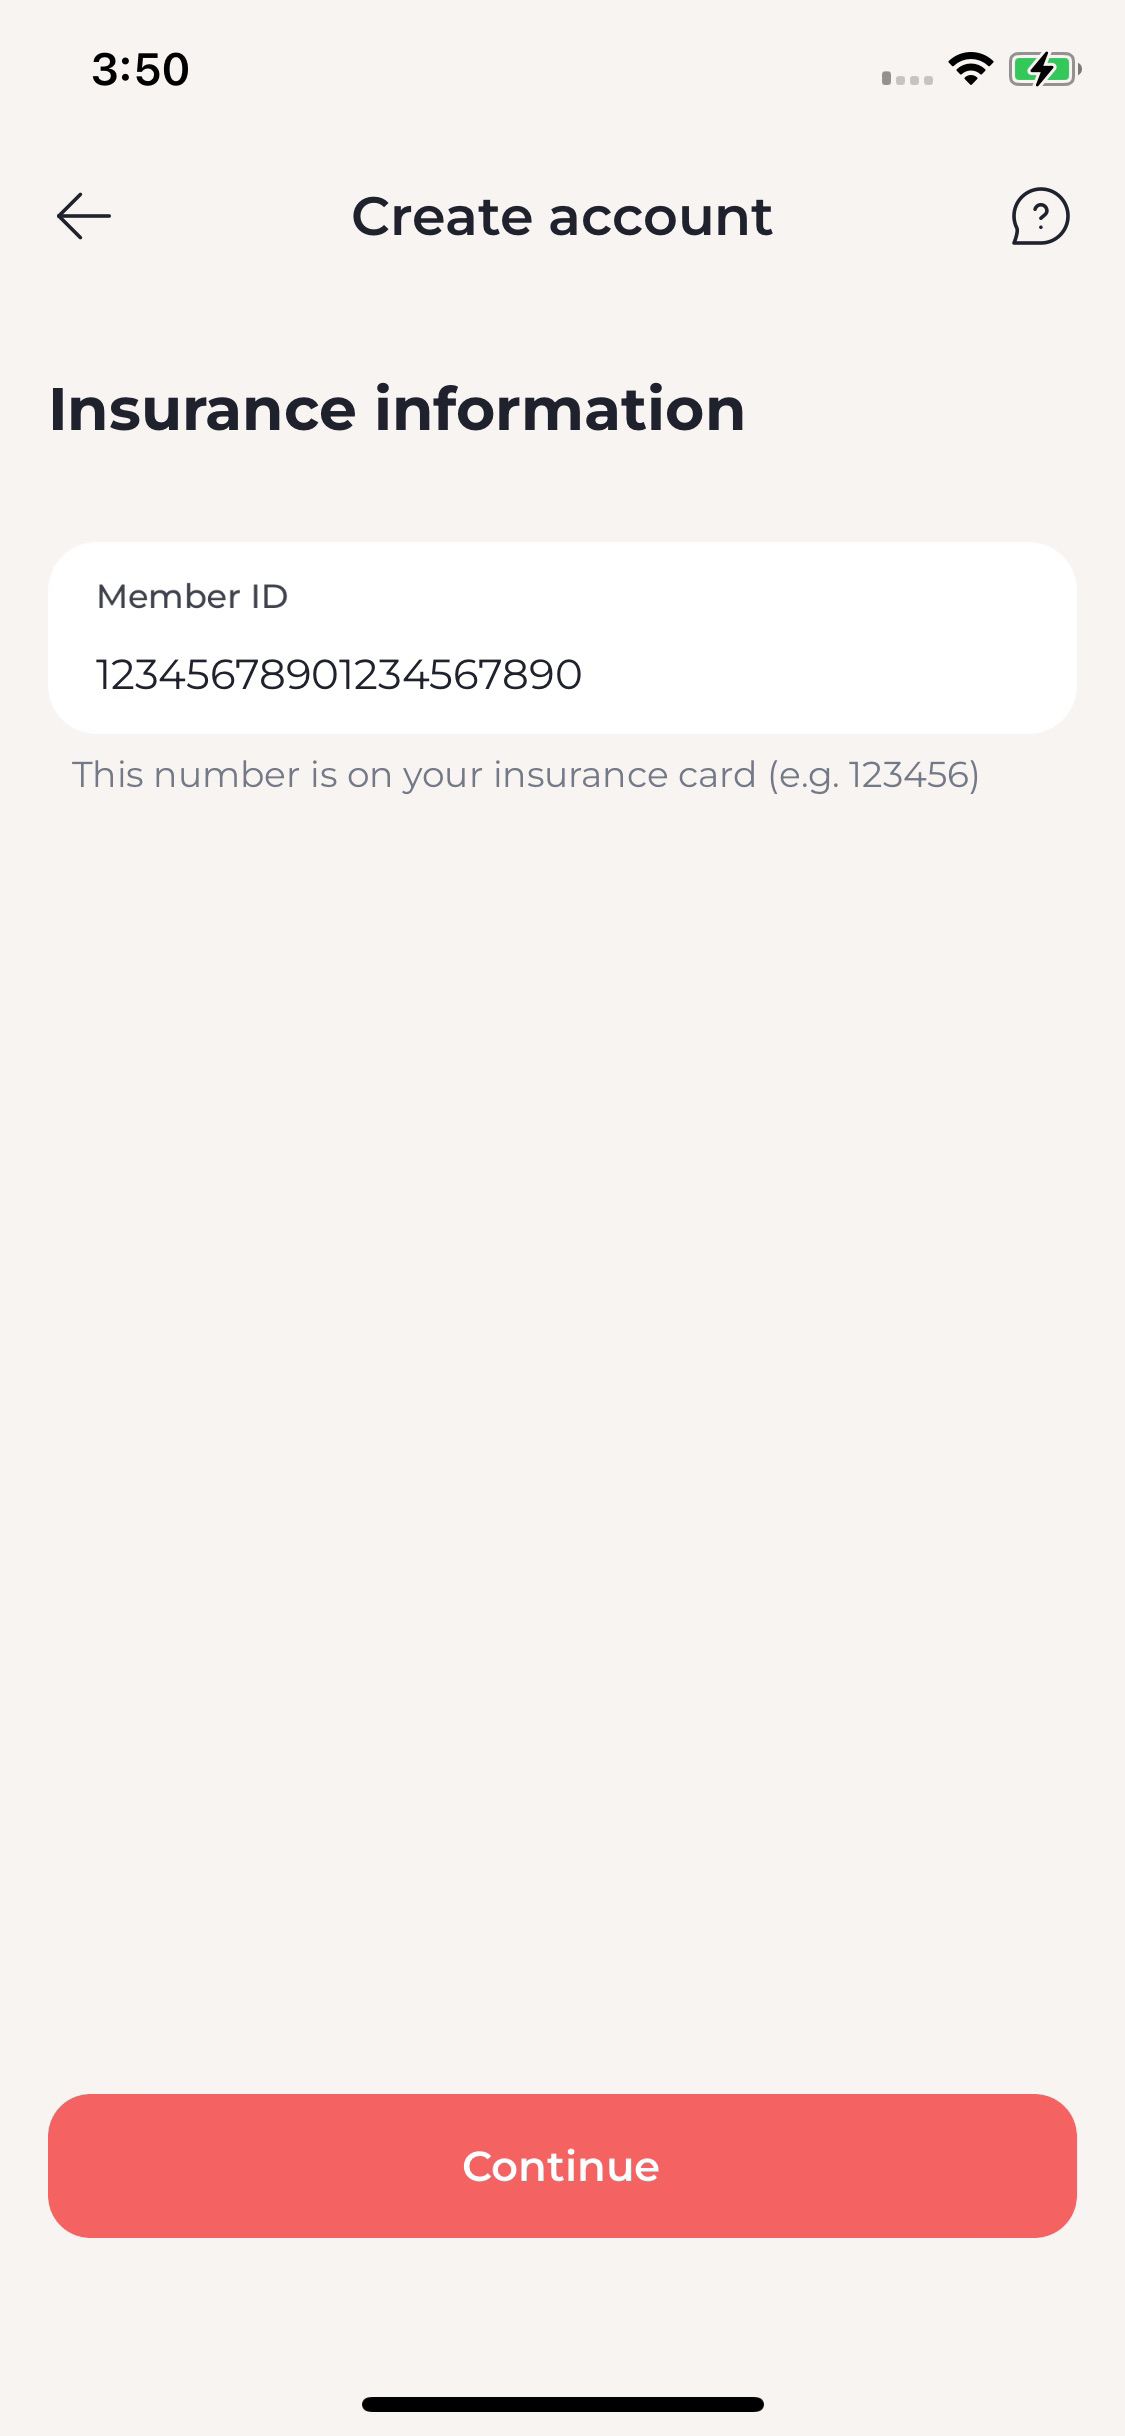 3:50
Create account
Insurance information
Member ID
12345678901234567890
This number is on your insurance card (e.g. 123456)
Continue